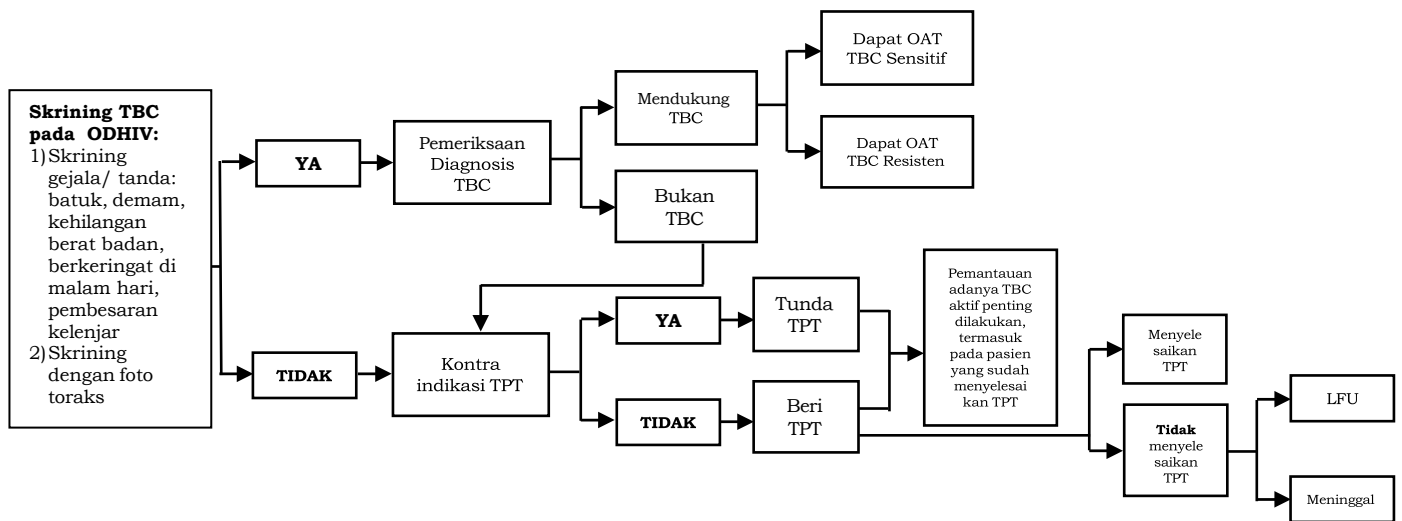 Skrining TBC
pada ODHIV:
1) Skrining
gejala/ tanda:
batuk, demam,
kehilangan
berat badan,
berkeringat di
malam hari,
pembesaran
kelenjar
2) Skrining
dengan foto
toraks
YA
Pemeriksaan
Diagnosis
TBC
Mendukung
TBC
Dapat OAT
TBC Sensitif
Dapat OAT
TBC Resisten
Bukan
TBC
TIDAK
Kontra
indikasi TPT
YA
Tunda
TPT
TIDAK
Beri
TPT
Pemantauan
adanya TBC
aktif penting
dilakukan,
termasuk
pada pasien
yang sudah
menyelesai
kan TPT
Menyele
saikan
TPT
Tidak
menyele
saikan
TPT
LFU
Meninggal